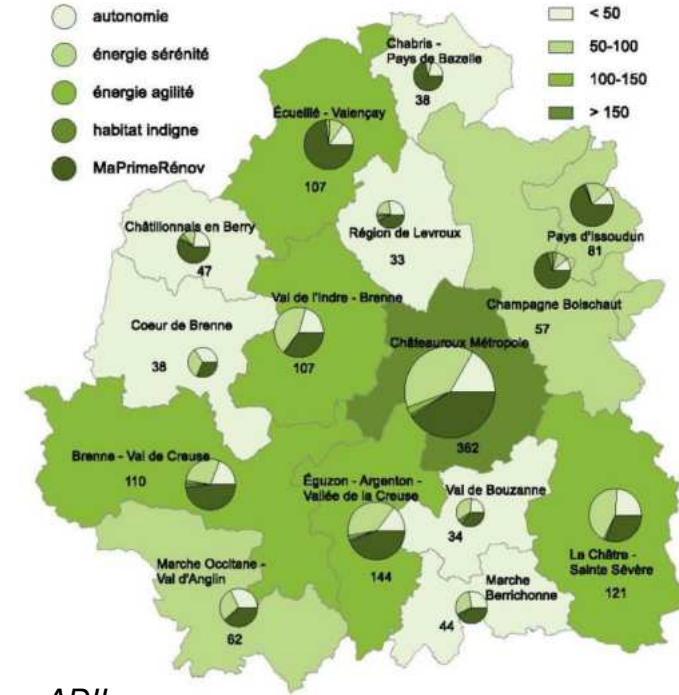 autonomie
énergie sérénité
énergie agilité
habitat indigne
MaPrimeRénov
< 50
50-100
100-150
> 150
Chabris -
Pays de Bazelle
38
Écueillé - Valençay
107
Châtillonnais en Berry
47
Région de Levroux
33
Pays d'Issoudun
81
Champagne Boischaut
57
Val de l'Indre - Brenne
107
Coeur de Brenne
38
Châteauroux Métropole
362
Brenne - Val de Creuse
110
Éguzon - Argenton -
Vallée de la Creuse
144
Val de Bouzanne
34
La Châtre -
Sainte Sévère
121
Marche Occitane -
Val d'Anglin
62
Marche
Berrichonne
44